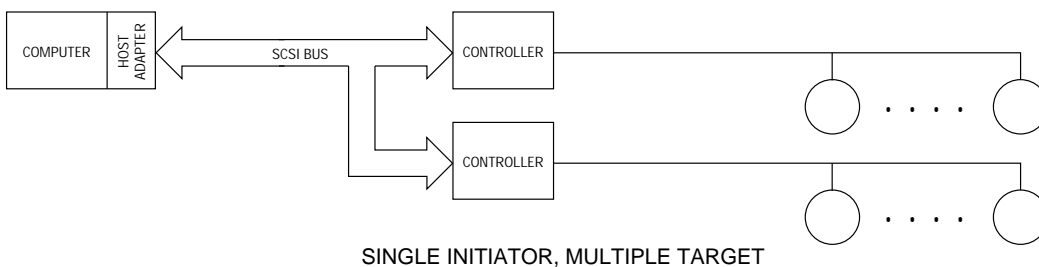 COMPUTER
HOST
ADAPTER
SCSI BUS
CONTROLLER
CONTROLLER
SINGLE INITIATOR, MULTIPLE TARGET